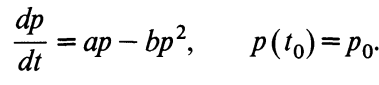 dp/dt = ap − bp², p(t₀) = p₀.